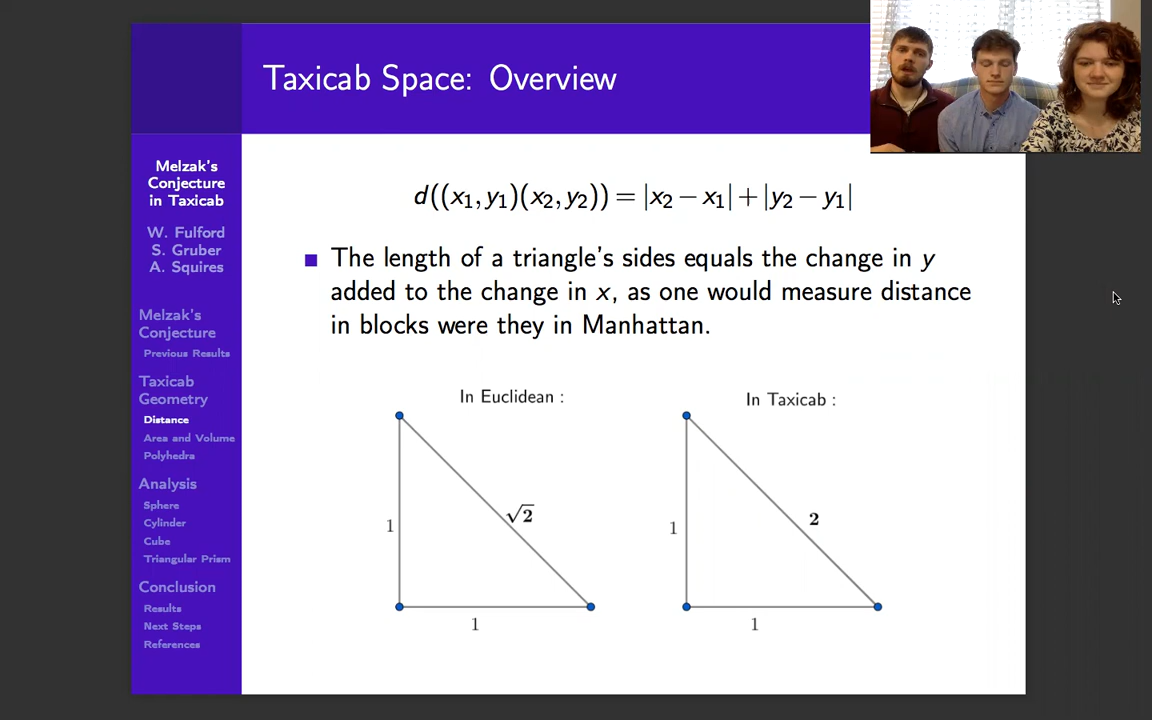 Taxicab Space: Overview
Melzak's
Conjecture
in Taxicab
W. Fulford
S. Gruber
A. Squires
Melzak's
Conjecture
Previous Results
Taxicab
Geometry
Distance
Area and Volume
Polyhedra
Analysis
Sphere
Cylinder
Cube
Triangular Prism
Conclusion
Results
Next Steps
References
d((x₁,y₁)(x₂,y₂)) = |x₂ − x₁| + |y₂ − y₁|
The length of a triangle's sides equals the change in y
added to the change in x, as one would measure distance
in blocks were they in Manhattan.
In Euclidean :
1
√2
1
In Taxicab :
1
2
1